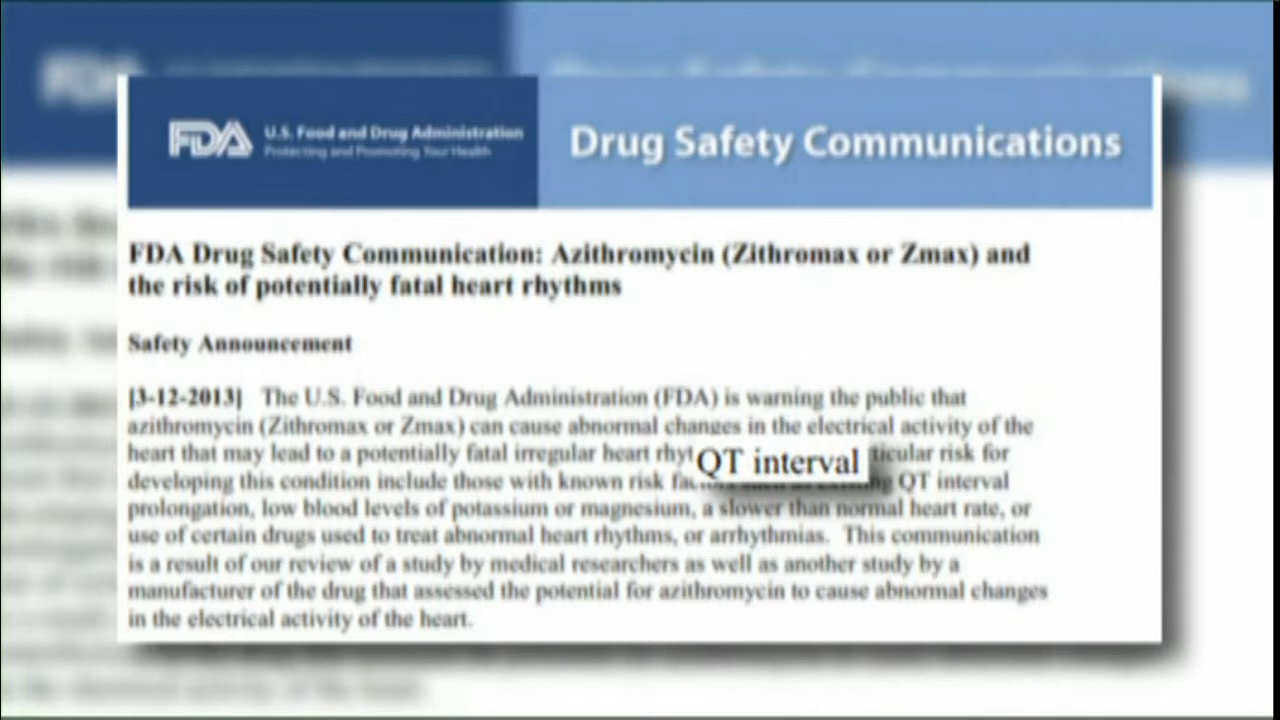 FDA U.S. Food and Drug Administration
Protecting and Promoting Your Health
Drug Safety Communications
FDA Drug Safety Communication: Azithromycin (Zithromax or Zmax) and
the risk of potentially fatal heart rhythms
Safety Announcement
[3-12-2013] The U.S. Food and Drug Administration (FDA) is warning the public that
azithromycin (Zithromax or Zmax) can cause abnormal changes in the electrical activity of the
heart that may lead to a potentially fatal irregular heart rhyt
QT interval
ticular risk for
developing this condition include those with known risk QT interval
prolongation, low blood levels of potassium or magnesium, a slower than normal heart rate, or
use of certain drugs used to treat abnormal heart rhythms, or arrhythmias. This communication
is a result of our review of a study by medical researchers as well as another study by a
manufacturer of the drug that assessed the potential for azithromycin to cause abnormal changes
in the electrical activity of the heart.